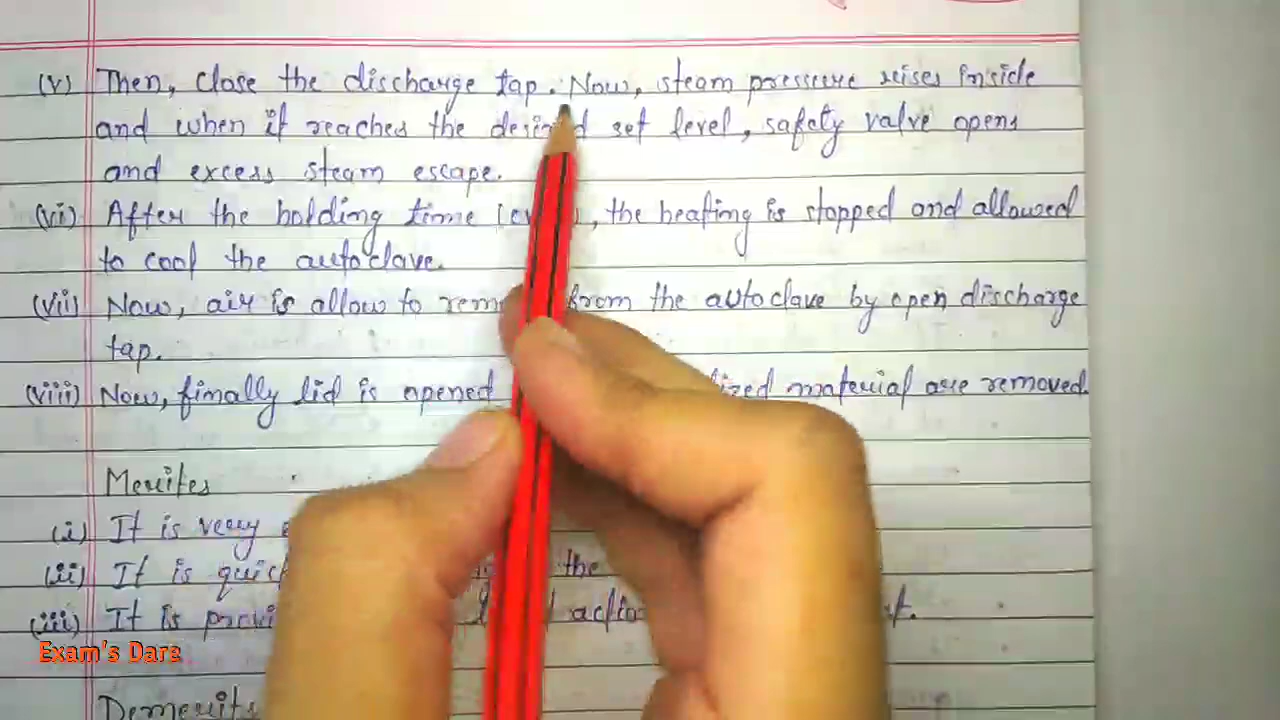 (v) Then, close the discharge tap. Now, steam pressure rises inside
and when it reaches the desired set level, safety valve opens
and excess steam escape.
(vi) After the holding time , the heating is stopped and allowed
to cool the autoclave.
(vii) Now, air is allow to from the autoclave by open discharge
tap.
(viii) Now, finally lid is opened material are removed.
Merites
(i) It is very
(ii) It is the
(iii) It is
Exam's Dare
Demerits